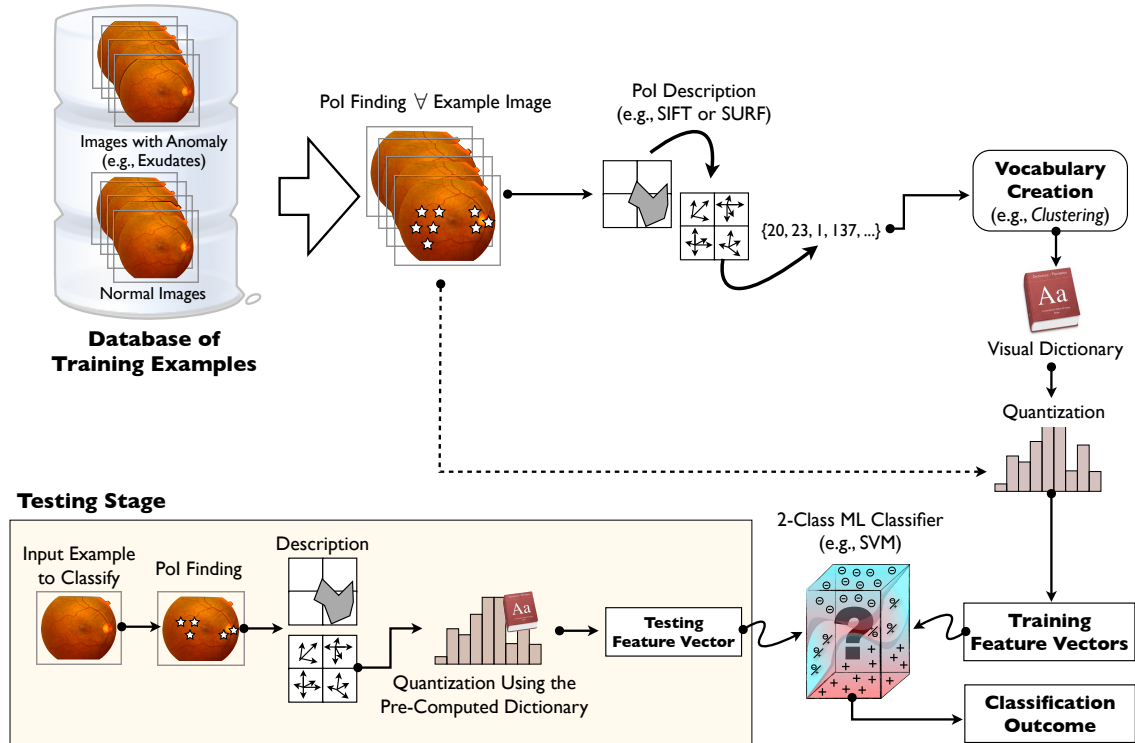 Images with Anomaly
(e.g., Exudates)
Normal Images
Database of
Training Examples
PoI Finding ∀ Example Image
PoI Description
(e.g., SIFT or SURF)
{20, 23, 1, 137, ...}
Vocabulary
Creation
(e.g., Clustering)
Aa
Visual Dictionary
Quantization
Testing Stage
Input Example
to Classify
PoI Finding
Description
Aa
Quantization Using the
Pre-Computed Dictionary
Testing
Feature Vector
2-Class ML Classifier
(e.g., SVM)
?
Training
Feature Vectors
Classification
Outcome